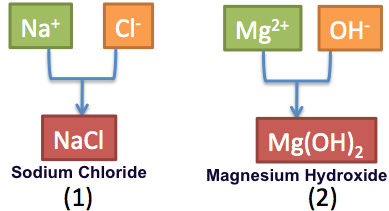 Na⁺ Cl⁻
NaCl
Sodium Chloride
(1)
Mg²⁺ OH⁻
Mg(OH)₂
Magnesium Hydroxide
(2)